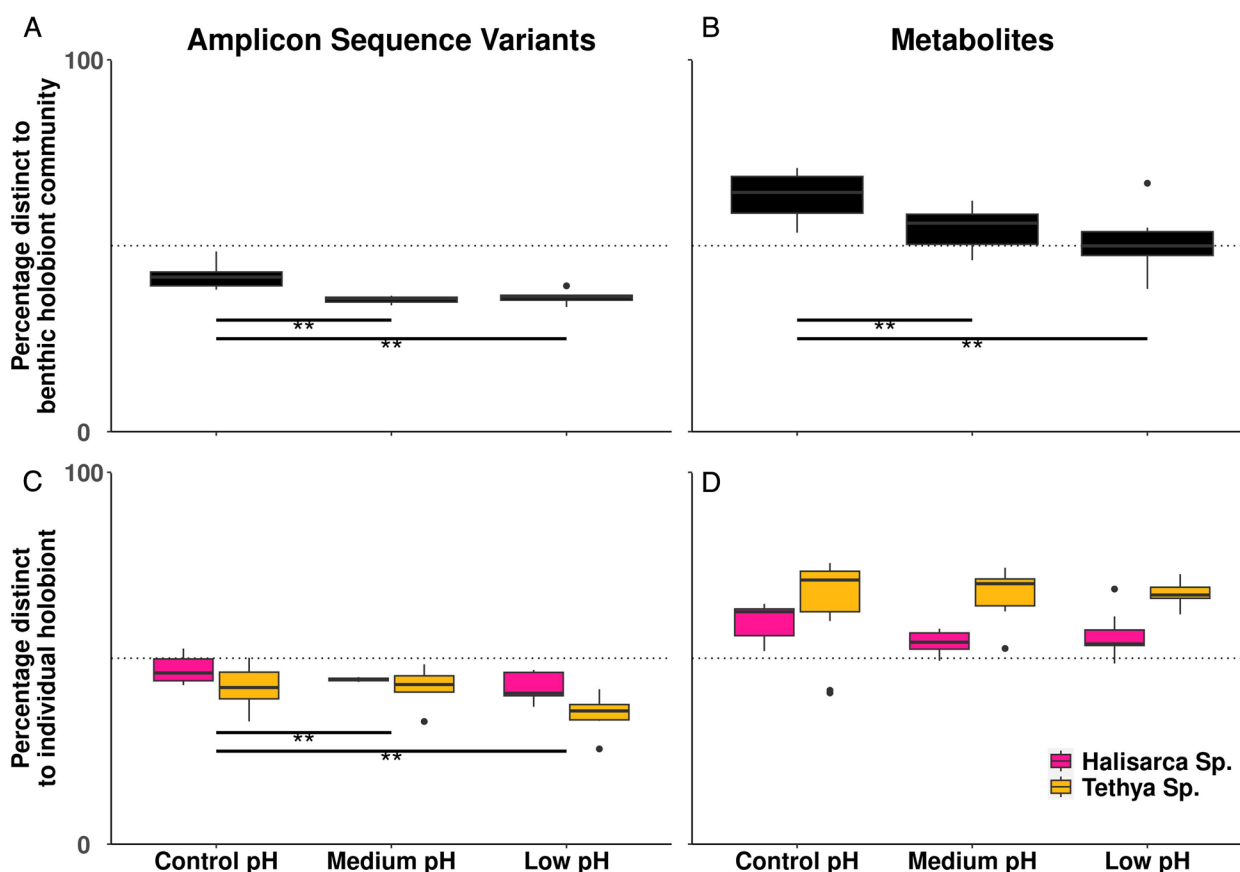 A
Amplicon Sequence Variants
B
Metabolites
Percentage distinct to
benthic holobiont community
100
**
**
**
**
0
C
D
Percentage distinct
to individual holobiont
100
**
**
Halisarca Sp.
Tethya Sp.
0
Control pH Medium pH Low pH
Control pH Medium pH Low pH